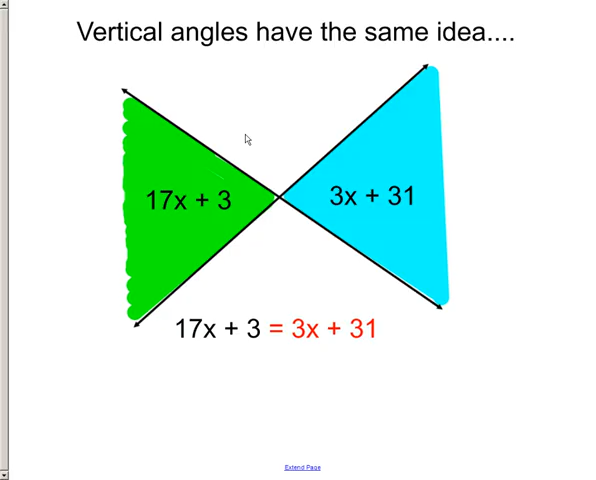 Vertical angles have the same idea....
17x + 3
3x + 31
17x + 3 = 3x + 31
Extend Page